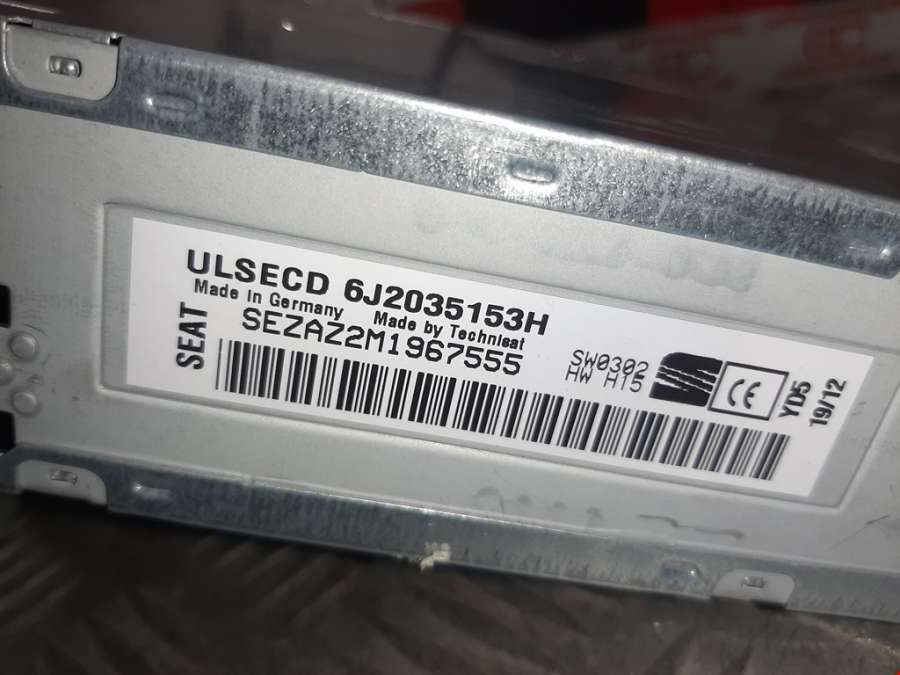 ULSECD 6J2035153H
Made in Germany Made by Technisat
SEAT
SEZAZ2M1967555
SW0302
HW H15
CE
YD5
19/12